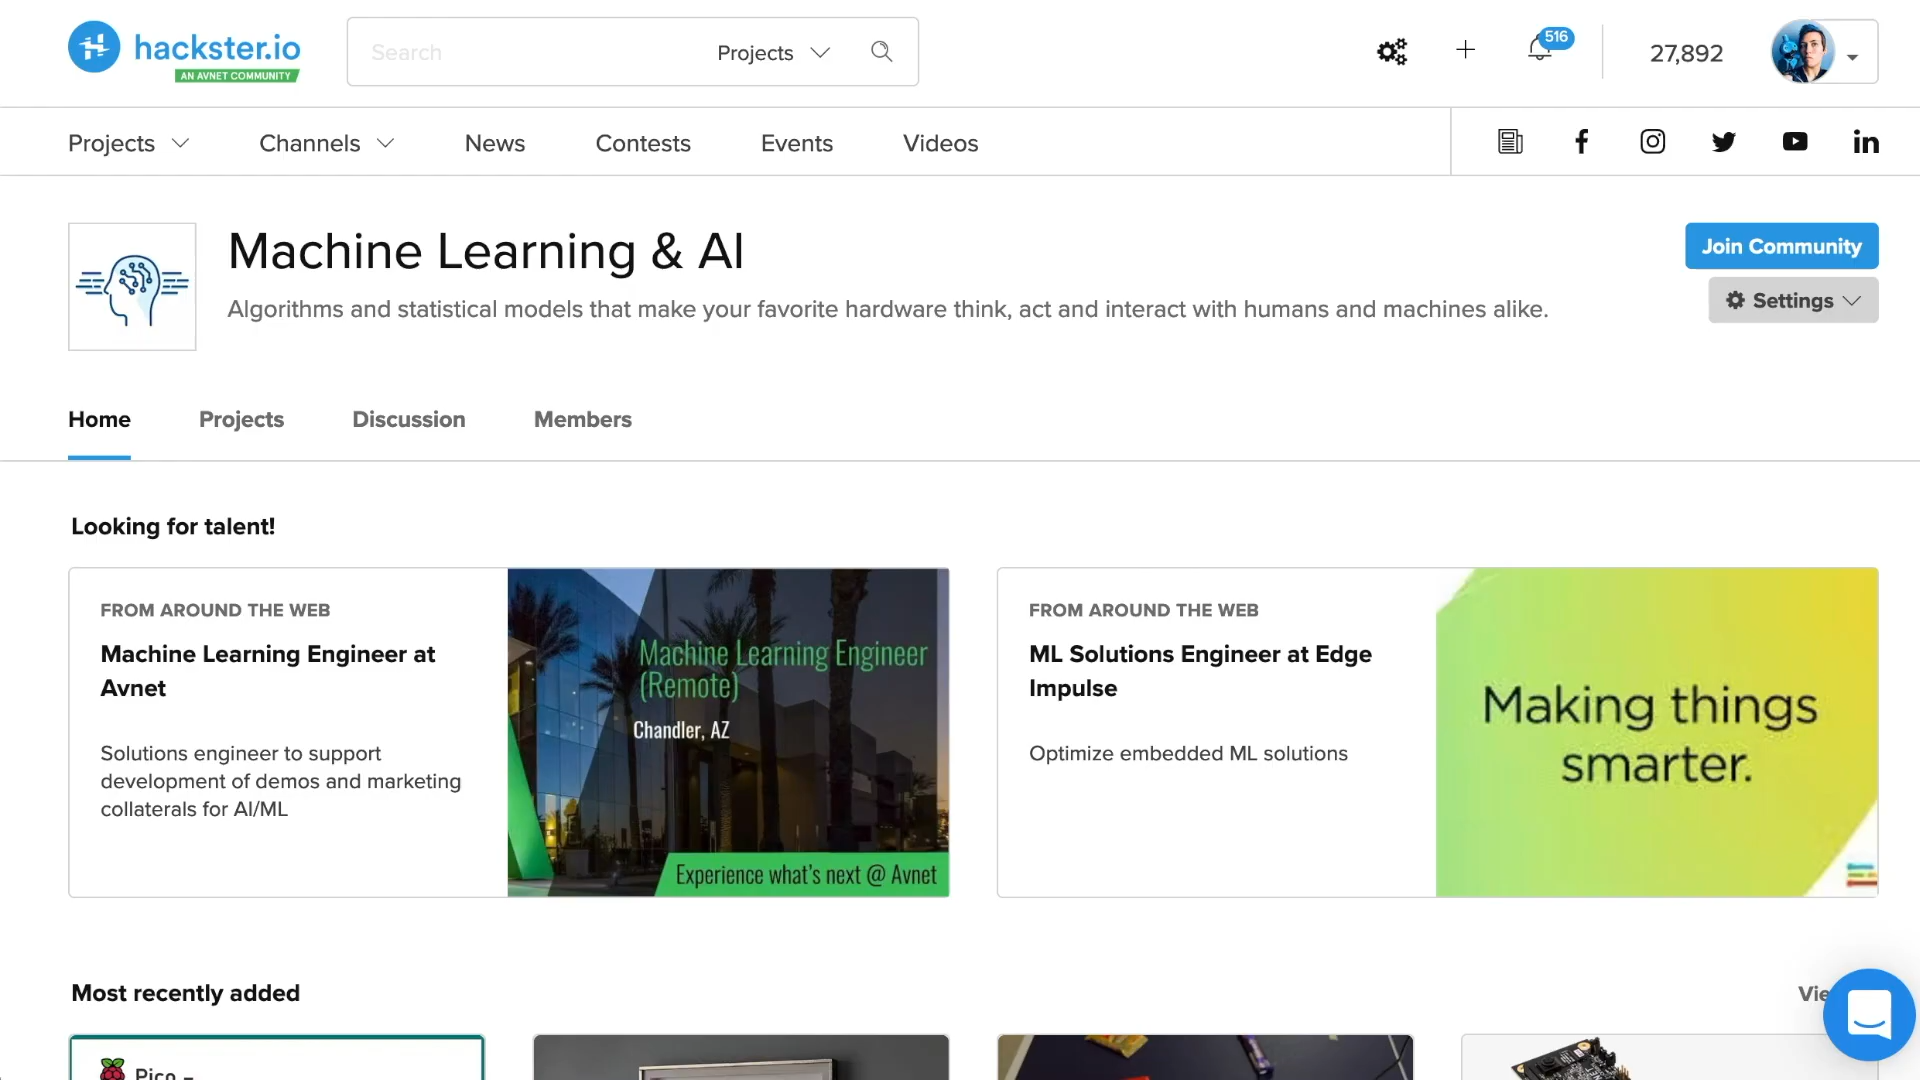 hackster.io
AN AVNET COMMUNITY
Search
Projects
516
27,892
Projects
Channels
News
Contests
Events
Videos
Machine Learning & AI
Algorithms and statistical models that make your favorite hardware think, act and interact with humans and machines alike.
Join Community
Settings
Home
Projects
Discussion
Members
Looking for talent!
FROM AROUND THE WEB
Machine Learning Engineer at
Avnet
Solutions engineer to support
development of demos and marketing
collaterals for AI/ML
Machine Learning Engineer
(Remote)
Chandler, AZ
Experience what's next @ Avnet
FROM AROUND THE WEB
ML Solutions Engineer at Edge
Impulse
Optimize embedded ML solutions
Making things
smarter.
Most recently added
Pico -